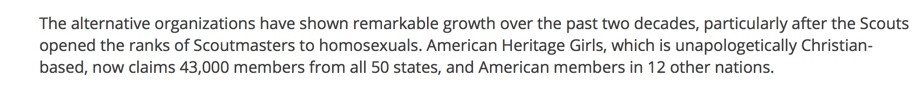 The alternative organizations have shown remarkable growth over the past two decades, particularly after the Scouts
opened the ranks of Scoutmasters to homosexuals. American Heritage Girls, which is unapologetically Christian-
based, now claims 43,000 members from all 50 states, and American members in 12 other nations.